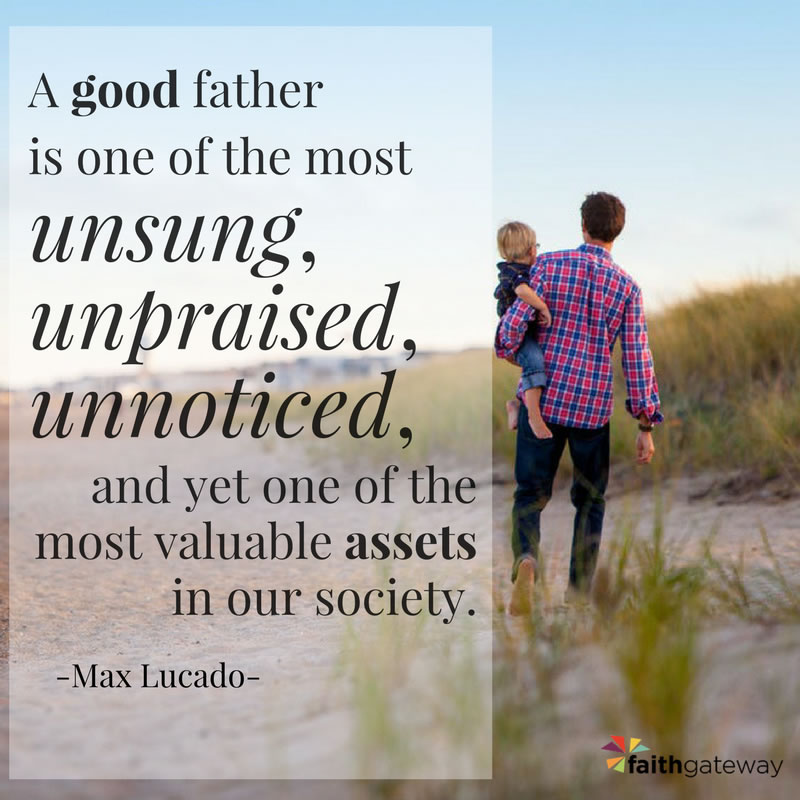 A good father
is one of the most
unsung,
unpraised,
unnoticed,
and yet one of the
most valuable assets
in our society.
-Max Lucado-
faithgateway